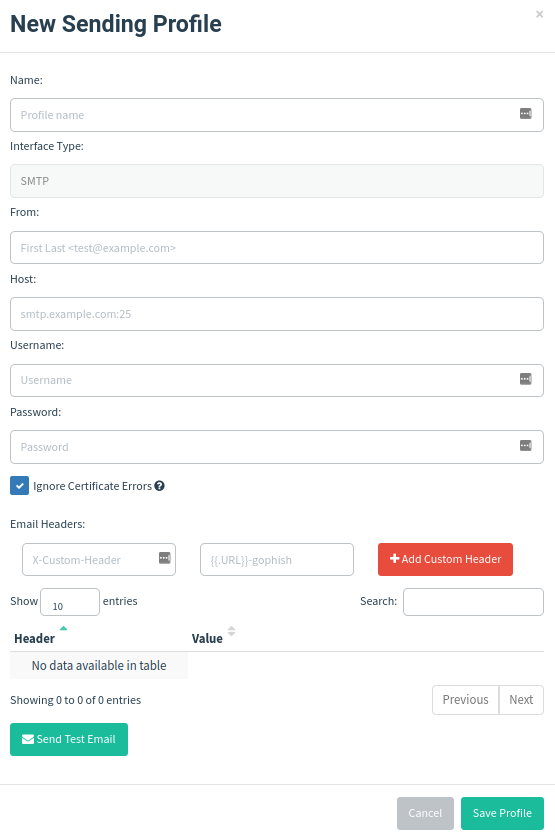 New Sending Profile
×
Name:
Profile name
Interface Type:
SMTP
From:
First Last <test@example.com>
Host:
smtp.example.com:25
Username:
Username
Password:
Password
Ignore Certificate Errors ?
Email Headers:
X-Custom-Header {{.URL}}-gophish + Add Custom Header
Show 10 entries Search:
Header Value
No data available in table
Showing 0 to 0 of 0 entries Previous Next
Send Test Email
Cancel Save Profile